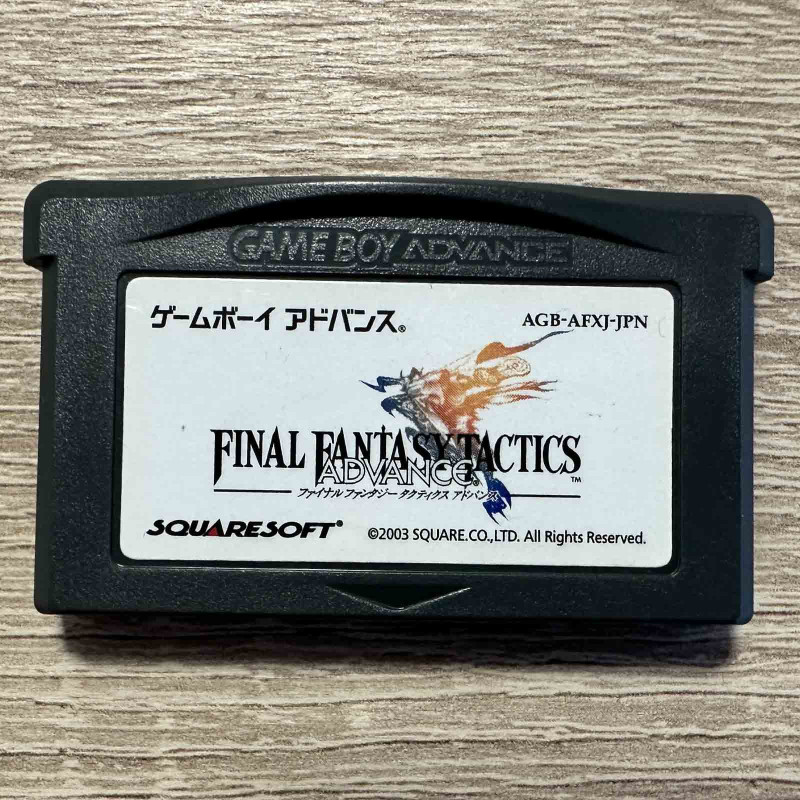 GAME BOY ADVANCE
ゲームボーイ アドバンス®
AGB-AFXJ-JPN
FINAL FANTASY TACTICS™
ADVANCE®
ファイナル ファンタジー タクティクス アドバンス
SQUARESOFT®
©2003 SQUARE.CO.,LTD. All Rights Reserved.